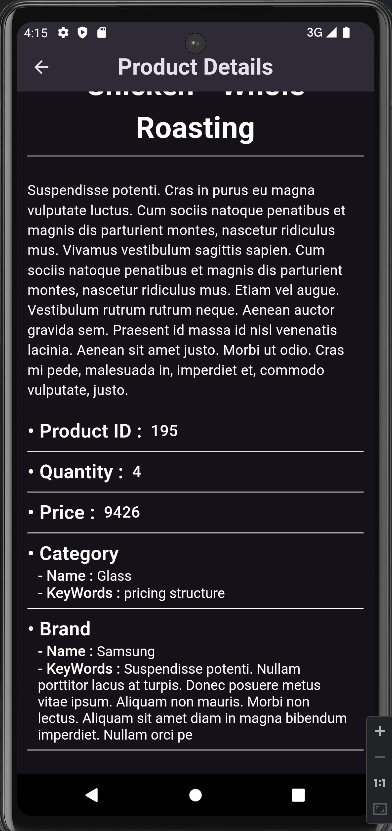 4:15
3G
Product Details
Chicken - Whole
Roasting
Suspendisse potenti. Cras in purus eu magna
vulputate luctus. Cum sociis natoque penatibus et
magnis dis parturient montes, nascetur ridiculus
mus. Vivamus vestibulum sagittis sapien. Cum
sociis natoque penatibus et magnis dis parturient
montes, nascetur ridiculus mus. Etiam vel augue.
Vestibulum rutrum rutrum neque. Aenean auctor
gravida sem. Praesent id massa id nisl venenatis
lacinia. Aenean sit amet justo. Morbi ut odio. Cras
mi pede, malesuada in, imperdiet et, commodo
vulputate, justo.
• Product ID : 195
• Quantity : 4
• Price : 9426
• Category
- Name : Glass
- KeyWords : pricing structure
• Brand
- Name : Samsung
- KeyWords : Suspendisse potenti. Nullam
porttitor lacus at turpis. Donec posuere metus
vitae ipsum. Aliquam non mauris. Morbi non
lectus. Aliquam sit amet diam in magna bibendum
imperdiet. Nullam orci pe
1:1